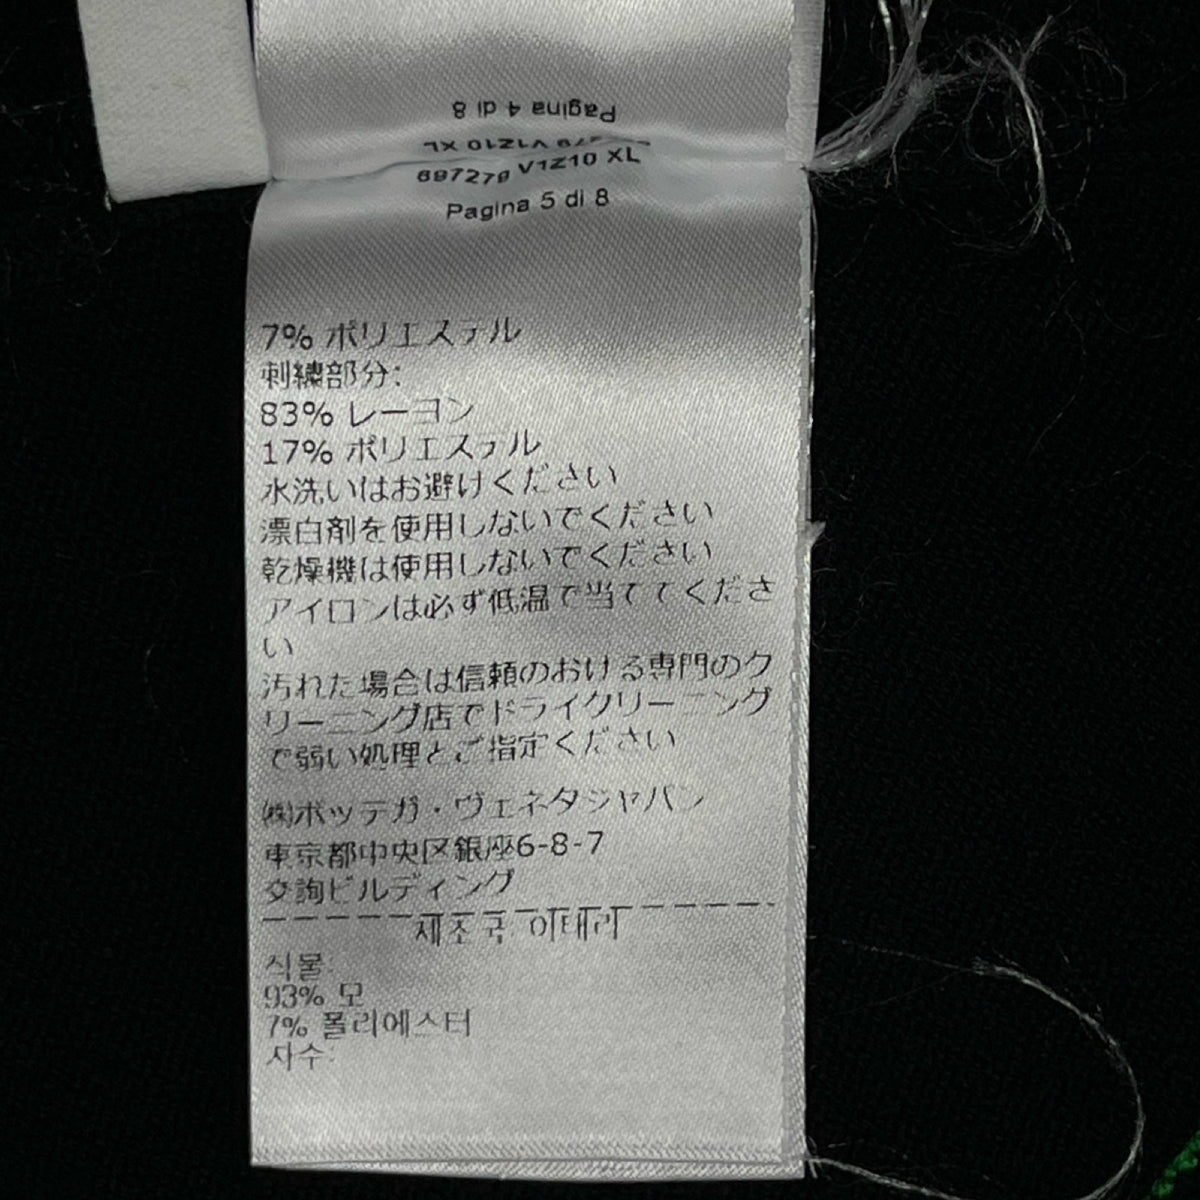 Pagina 4 di 8
V1Z10 XL
697279 V1Z10 XL
Pagina 5 di 8
7% ポリエステル
刺繍部分:
83% レーヨン
17% ポリエステル
水洗いはお避けください
漂白剤を使用しないでください
乾燥機は使用しないでください
アイロンは必ず低温で当ててくださ
い
汚れた場合は信頼のおける専門のク
リーニング店でドライクリーニング
で弱い処理とご指定ください
㈱ボッテガ・ヴェネタジャパン
東京都中央区銀座6-8-7
交詢ビルディング
제조국 이태리
직물:
93% 모
7% 폴리에스터
자수: